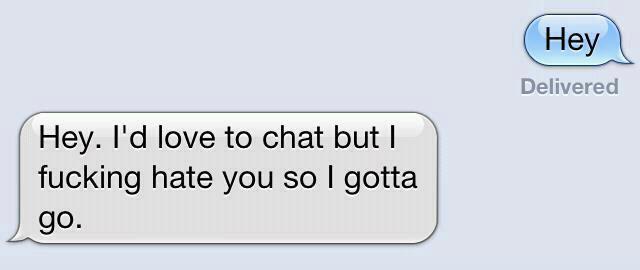 Hey
Delivered
Hey. I'd love to chat but I
fucking hate you so I gotta
go.